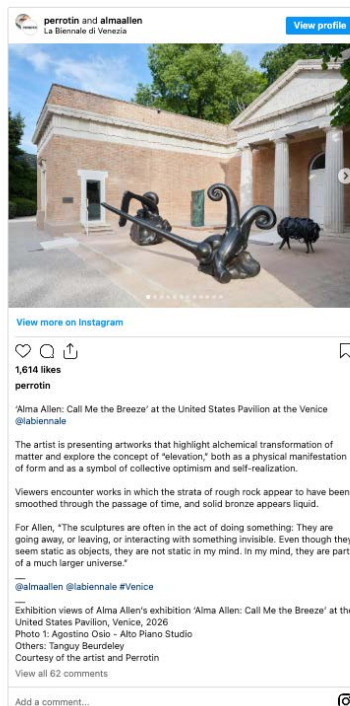 perrotin and almaallen
La Biennale di Venezia
View profile
View more on Instagram
1,614 likes
perrotin
'Alma Allen: Call Me the Breeze' at the United States Pavilion at the Venice
@labiennale
The artist is presenting artworks that highlight alchemical transformation of
matter and explore the concept of "elevation," both as a physical manifestation
of form and as a symbol of collective optimism and self-realization.
Viewers encounter works in which the strata of rough rock appear to have been
smoothed through the passage of time, and solid bronze appears liquid.
For Allen, "The sculptures are often in the act of doing something: They are
going away, or leaving, or interacting with something invisible. Even though they
seem static as objects, they are not static in my mind. In my mind, they are part
of a much larger universe."
__
@almaallen @labiennale #Venice
__
Exhibition views of Alma Allen's exhibition 'Alma Allen: Call Me the Breeze' at the
United States Pavilion, Venice, 2026
Photo 1: Agostino Osio - Alto Piano Studio
Others: Tanguy Beurdeley
Courtesy of the artist and Perrotin
View all 62 comments
Add a comment...